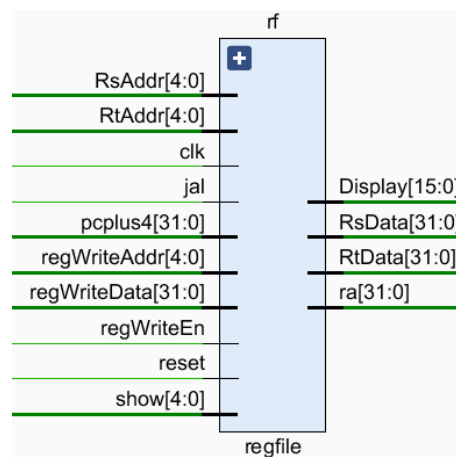 rf
RsAddr[4:0]
RtAddr[4:0]
clk
jal
pcplus4[31:0]
regWriteAddr[4:0]
regWriteData[31:0]
regWriteEn
reset
show[4:0]
Display[15:0]
RsData[31:0]
RtData[31:0]
ra[31:0]
regfile